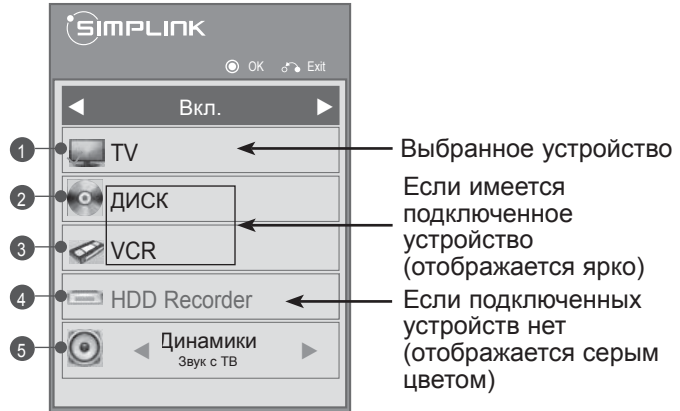 SIMPLINK
OK Exit
Вкл.
1 TV
2 ДИСК
3 VCR
4 HDD Recorder
5 Динамики
Звук с ТВ
Выбранное устройство
Если имеется
подключенное
устройство
(отображается ярко)
Если подключенных
устройств нет
(отображается серым
цветом)